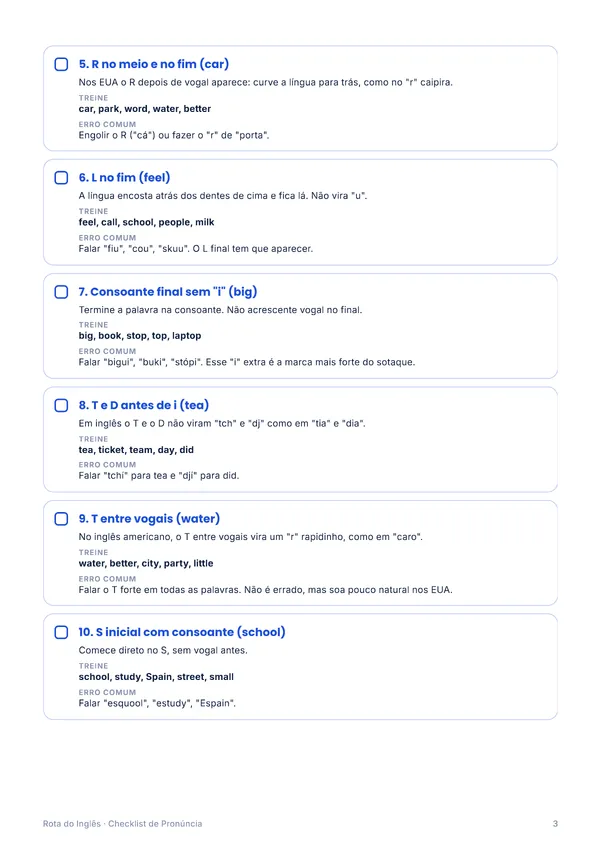 5. R no meio e no fim (car)
Nos EUA o R depois de vogal aparece: curve a língua para trás, como no "r" caipira.
TREINE
car, park, word, water, better
ERRO COMUM
Engolir o R ("cá") ou fazer o "r" de "porta".
6. L no fim (feel)
A língua encosta atrás dos dentes de cima e fica lá. Não vira "u".
TREINE
feel, call, school, people, milk
ERRO COMUM
Falar "fiu", "cou", "skuu". O L final tem que aparecer.
7. Consoante final sem "i" (big)
Termine a palavra na consoante. Não acrescente vogal no final.
TREINE
big, book, stop, top, laptop
ERRO COMUM
Falar "bigui", "buki", "stópi". Esse "i" extra é a marca mais forte do sotaque.
8. T e D antes de i (tea)
Em inglês o T e o D não viram "tch" e "dj" como em "tia" e "dia".
TREINE
tea, ticket, team, day, did
ERRO COMUM
Falar "tchí" para tea e "djí" para did.
9. T entre vogais (water)
No inglês americano, o T entre vogais vira um "r" rapidinho, como em "caro".
TREINE
water, better, city, party, little
ERRO COMUM
Falar o T forte em todas as palavras. Não é errado, mas soa pouco natural nos EUA.
10. S inicial com consoante (school)
Comece direto no S, sem vogal antes.
TREINE
school, study, Spain, street, small
ERRO COMUM
Falar "esquool", "estudy", "Espain".
Rota do Inglês · Checklist de Pronúncia
3